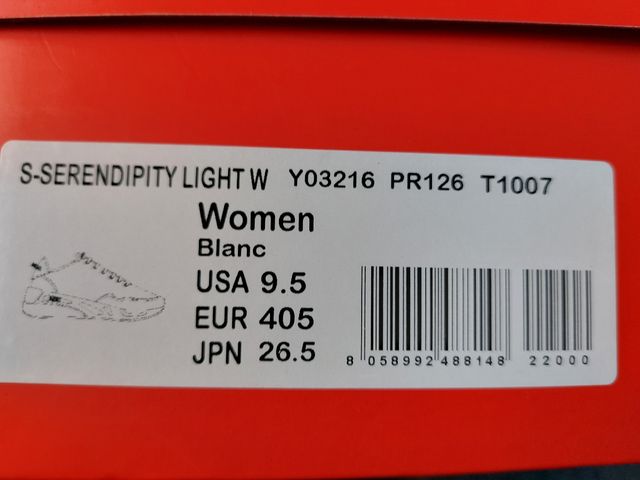 S-SERENDIPITY LIGHT W Y03216 PR126 T1007
Women
Blanc
USA 9.5
EUR 405
JPN 26.5
8 058992 488148 22000